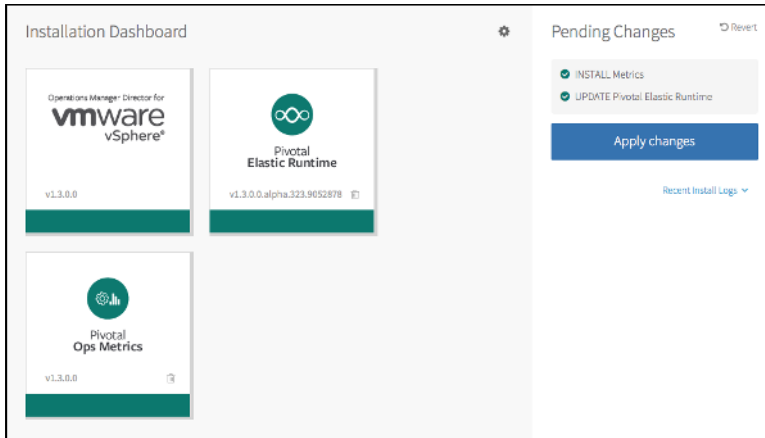 Installation Dashboard
Operations Manager Director for
vmware
vSphere®
v1.3.0.0
Pivotal
Elastic Runtime
v1.3.0.0.alpha.323.9052878
Pivotal
Ops Metrics
v1.3.0.0
Pending Changes
Revert
INSTALL Metrics
UPDATE Pivotal Elastic Runtime
Apply changes
Recent Install Logs